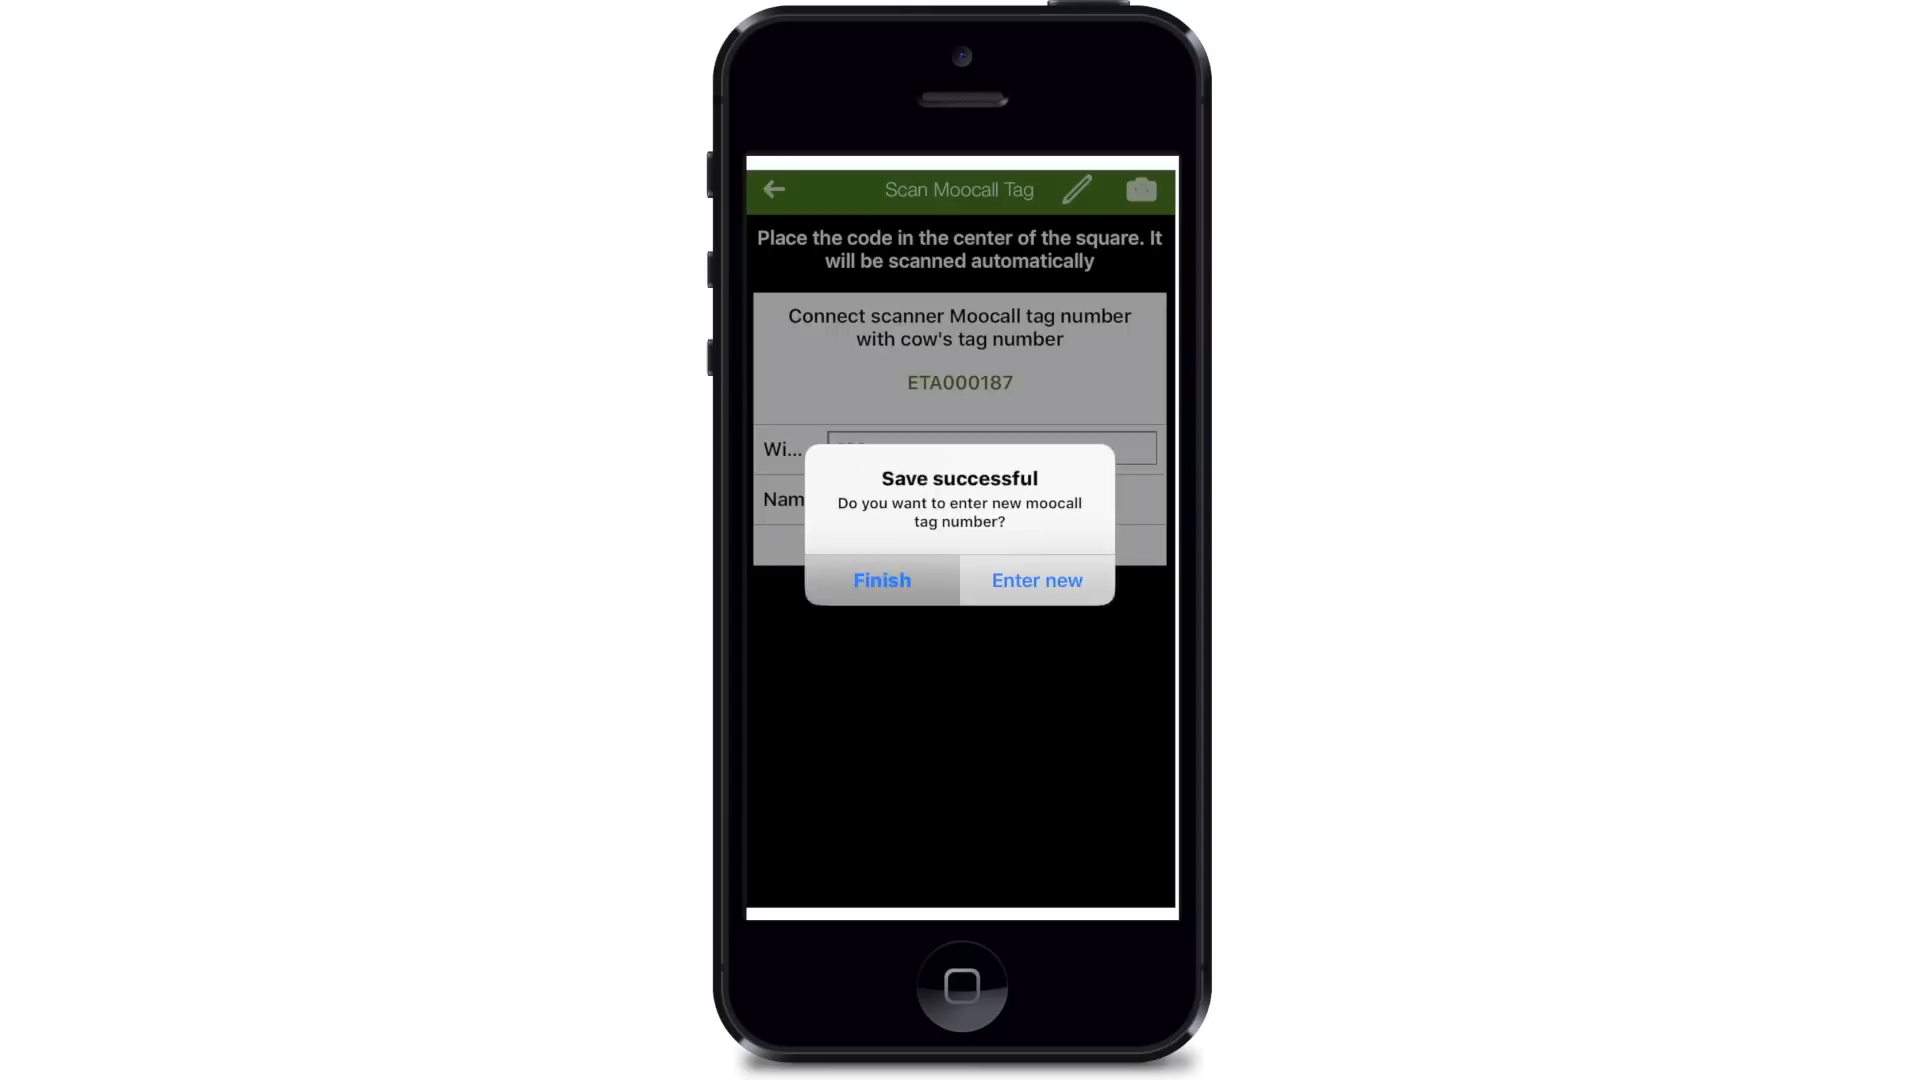 Scan Moocall Tag
Place the code in the center of the square. It
will be scanned automatically
Connect scanner Moocall tag number
with cow's tag number
ETA000187
Wi...
Nam
Save successful
Do you want to enter new moocall
tag number?
Finish
Enter new